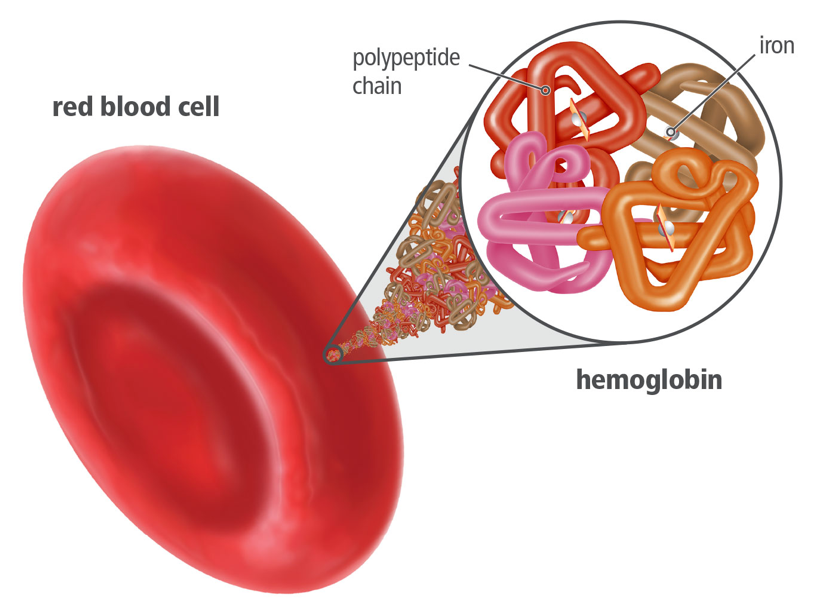 red blood cell
polypeptide
chain
iron
hemoglobin